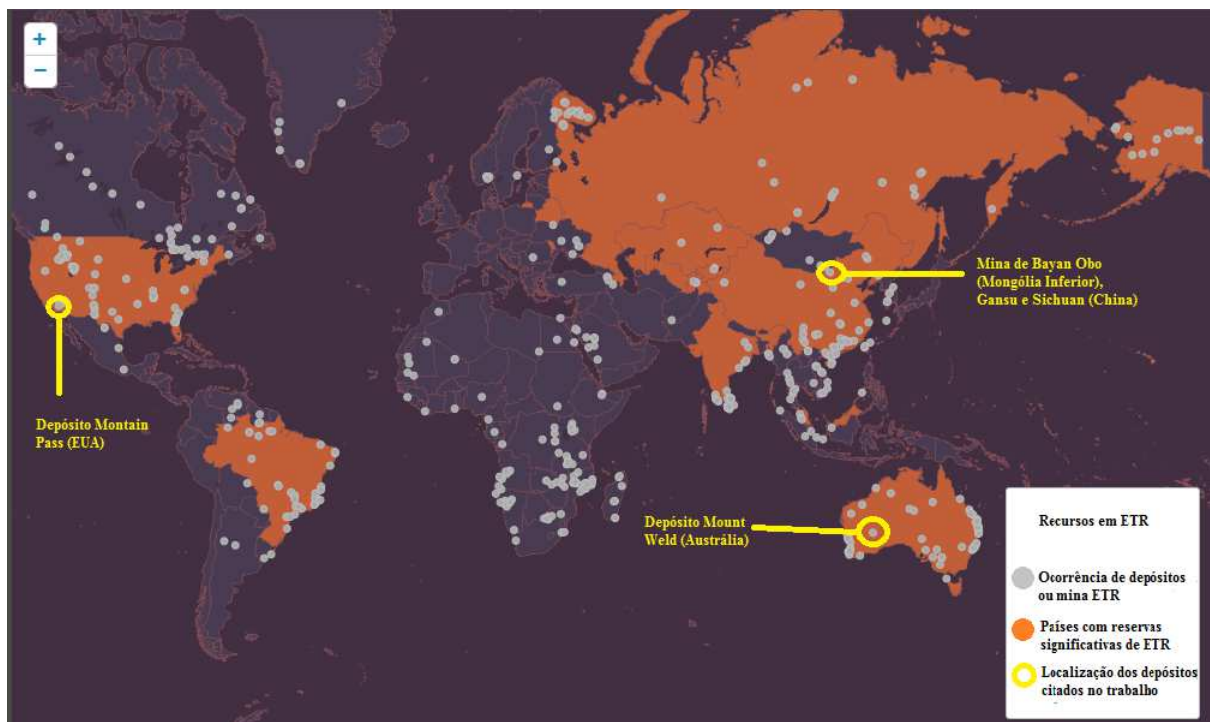 +
−
Mina de Bayan Obo
(Mongólia Inferior),
Gansu e Sichuan (China)
Depósito Montain
Pass (EUA)
Depósito Mount
Weld (Austrália)
Recursos em ETR
Ocorrência de depósitos
ou mina ETR
Países com reservas
significativas de ETR
Localização dos depósitos
citados no trabalho